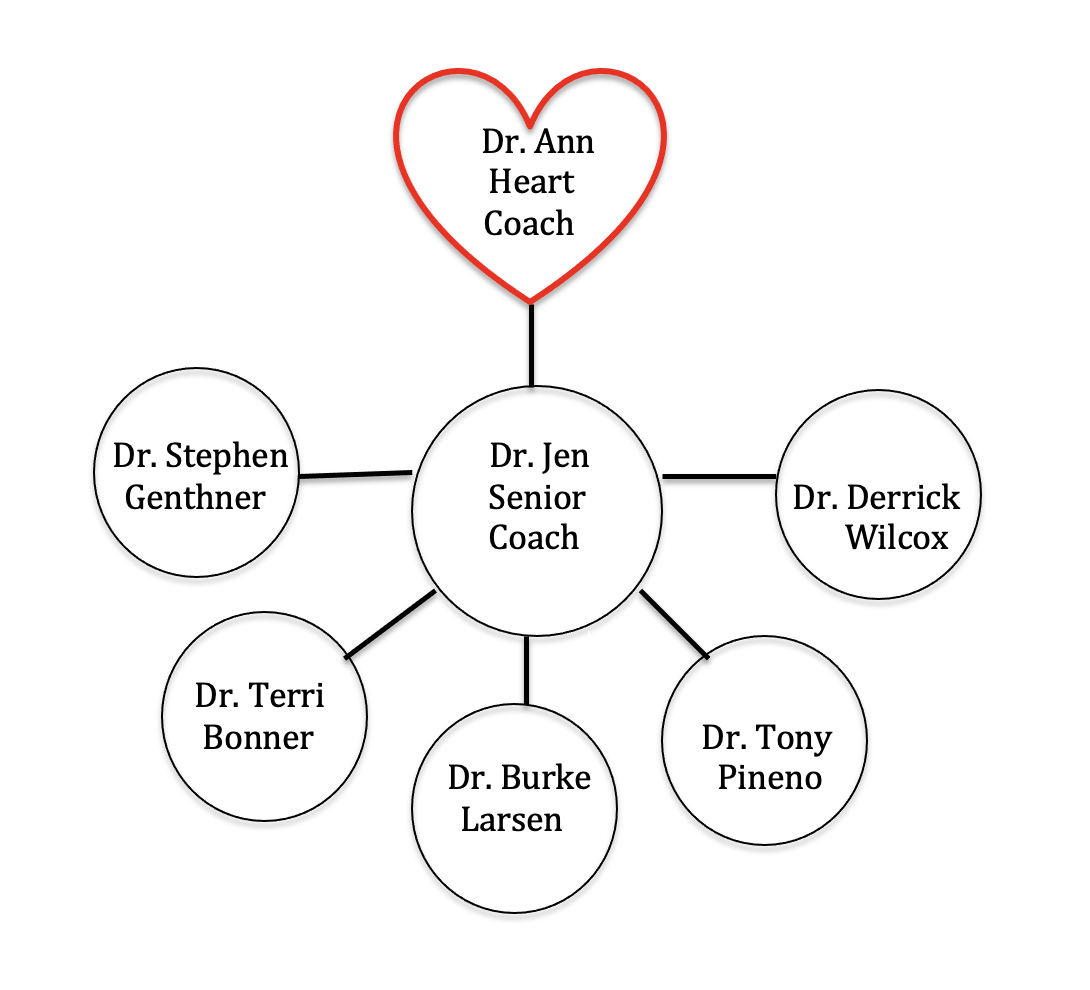 Dr. Ann
Heart
Coach
Dr. Stephen
Genthner
Dr. Jen
Senior
Coach
Dr. Derrick
Wilcox
Dr. Terri
Bonner
Dr. Burke
Larsen
Dr. Tony
Pineno